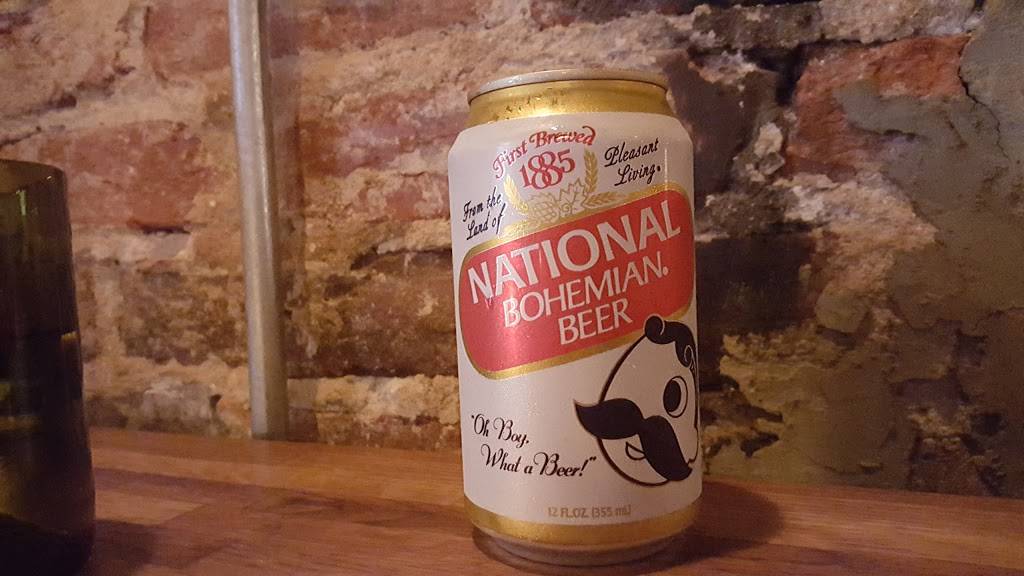 First Brewed
1885
From the
Land of
Pleasant
Living.
NATIONAL
BOHEMIAN®
BEER
"Oh Boy,
What a Beer!"
12 FL.OZ. (355 mL)